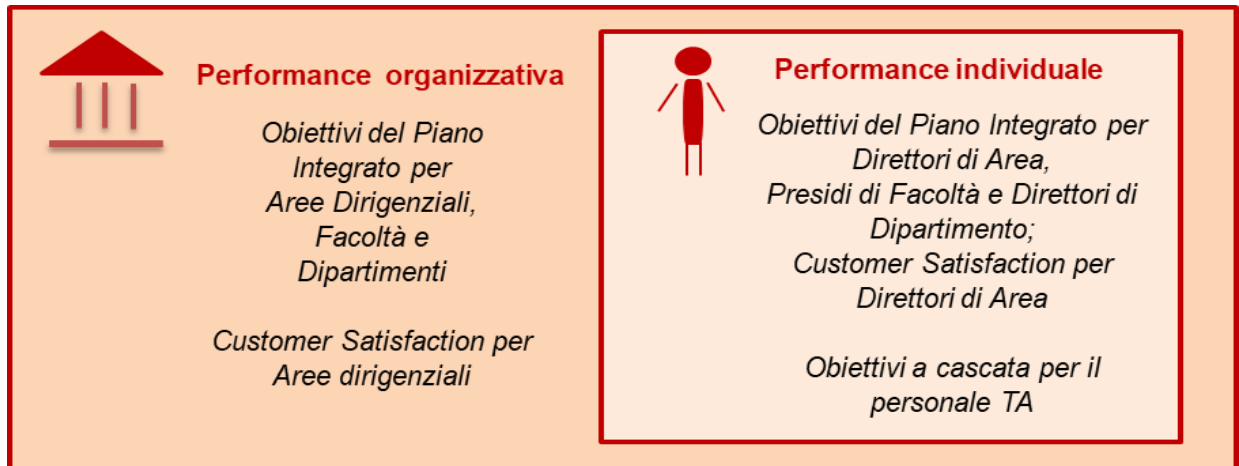 Performance organizzativa
Obiettivi del Piano
Integrato per
Aree Dirigenziali,
Facoltà e
Dipartimenti
Customer Satisfaction per
Aree dirigenziali
Performance individuale
Obiettivi del Piano Integrato per
Direttori di Area,
Presidi di Facoltà e Direttori di
Dipartimento;
Customer Satisfaction per
Direttori di Area
Obiettivi a cascata per il
personale TA